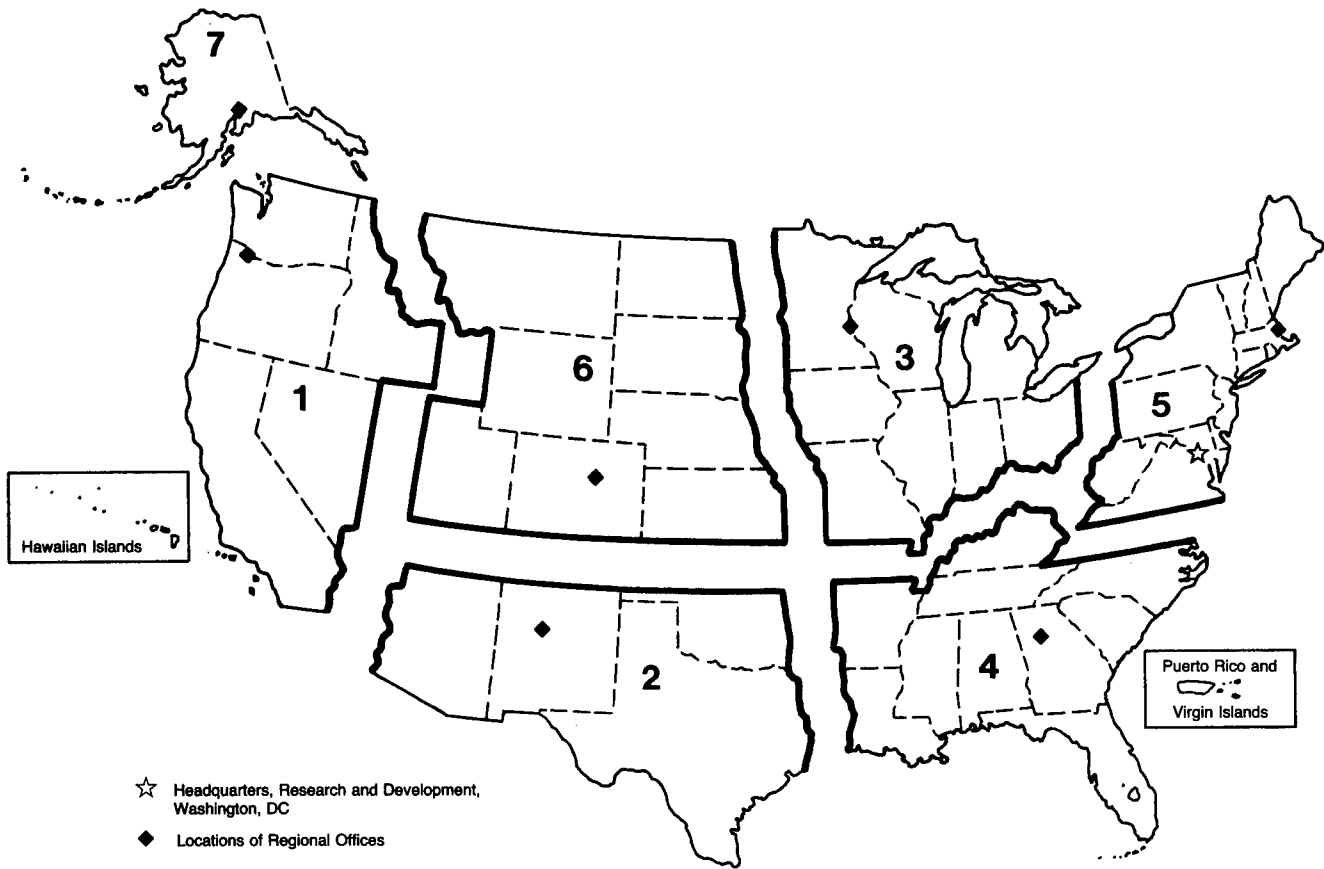 7
6
3
1
5
Hawaiian Islands
2
4
Puerto Rico and
Virgin Islands
☆ Headquarters, Research and Development,
Washington, DC
◆ Locations of Regional Offices